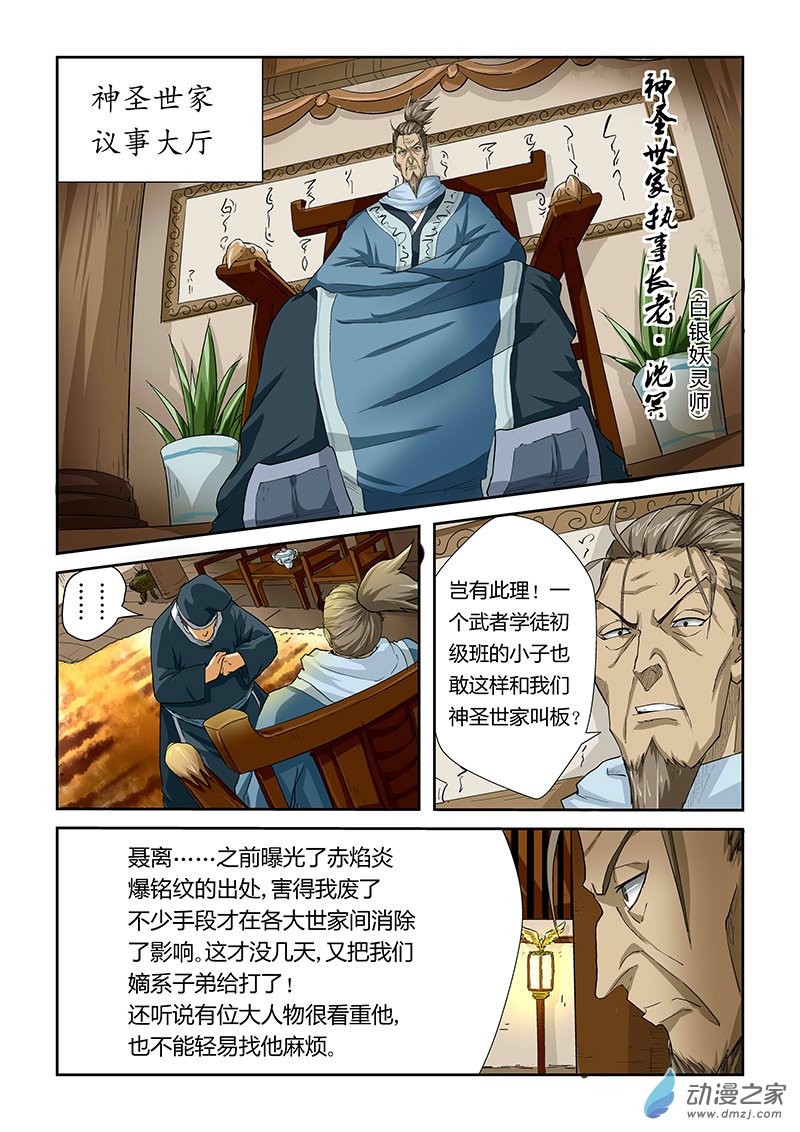 神圣世家
议事大厅
神圣世家执事长老·沈冥
(白银妖灵师)
……
岂有此理！一
个武者学徒初
级班的小子也
敢这样和我们
神圣世家叫板？
聂离……之前曝光了赤焰炎
爆铭纹的出处,害得我废了
不少手段才在各大世家间消除
了影响。这才没几天,又把我们
嫡系子弟给打了！
还听说有位大人物很看重他,
也不能轻易找他麻烦。
动漫之家
www.dmzj.com